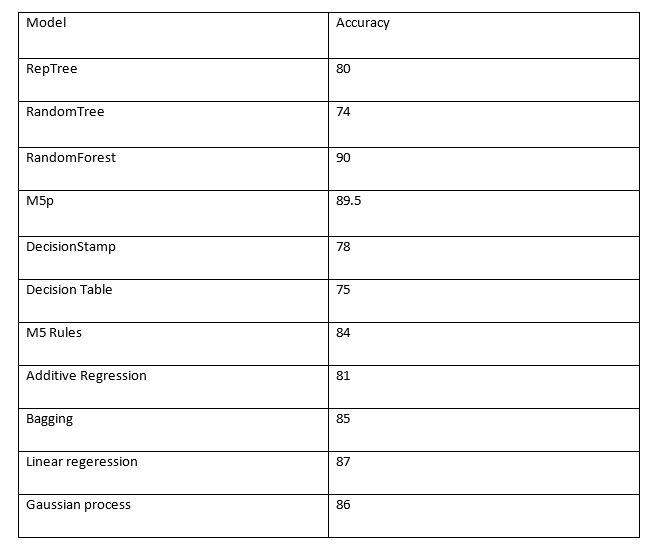 Model Accuracy
RepTree 80
RandomTree 74
RandomForest 90
M5p 89.5
DecisionStamp 78
Decision Table 75
M5 Rules 84
Additive Regression 81
Bagging 85
Linear regeression 87
Gaussian process 86